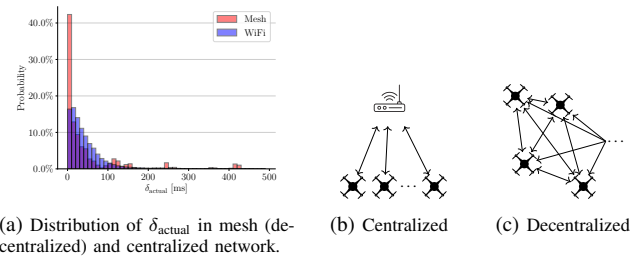 Mesh
WiFi
40.0%
30.0%
20.0%
10.0%
0.0%
Probability
0 100 200 300 400 500
δactual [ms]
. . .
. . .
(a) Distribution of δactual in mesh (de-
centralized) and centralized network.
(b) Centralized
(c) Decentralized